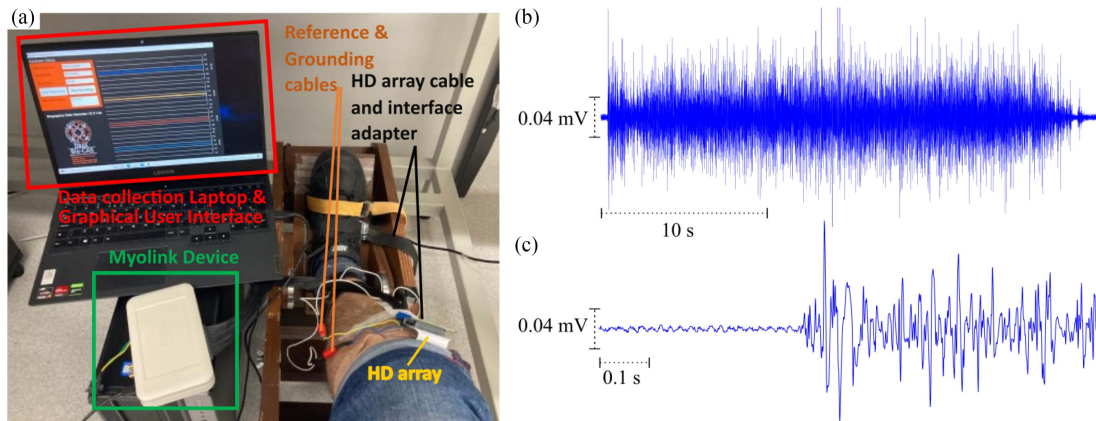 (a)
Reference &
Grounding
cables
HD array cable
and interface
adapter
LENOVO
Data collection Laptop &
Graphical User Interface
Myolink Device
HD array
(b)
0.04 mV
10 s
(c)
0.04 mV
0.1 s